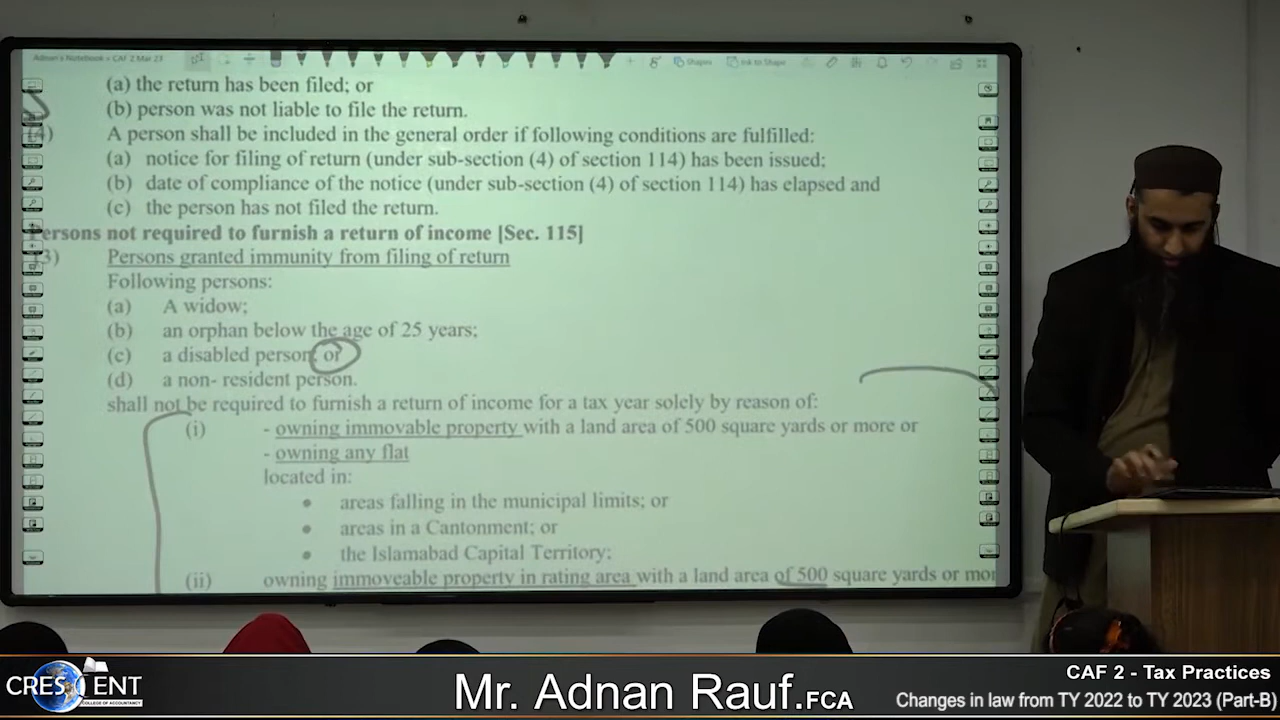 Adnan's Notebook » CAF 2 Mar 23
Shapes
Ink to Shape
(a) the return has been filed; or
(b) person was not liable to file the return.
(4) A person shall be included in the general order if following conditions are fulfilled:
(a) notice for filing of return (under sub-section (4) of section 114) has been issued;
(b) date of compliance of the notice (under sub-section (4) of section 114) has elapsed and
(c) the person has not filed the return.
Persons not required to furnish a return of income [Sec. 115]
(3) Persons granted immunity from filing of return
Following persons:
(a) A widow;
(b) an orphan below the age of 25 years;
(c) a disabled person; or
(d) a non- resident person.
shall not be required to furnish a return of income for a tax year solely by reason of:
(i) - owning immovable property with a land area of 500 square yards or more or
- owning any flat
located in:
• areas falling in the municipal limits; or
• areas in a Cantonment; or
• the Islamabad Capital Territory;
(ii) owning immoveable property in rating area with a land area of 500 square yards or mor
CRESCENT
COLLEGE OF ACCOUNTANCY
Mr. Adnan Rauf.FCA
CAF 2 - Tax Practices
Changes in law from TY 2022 to TY 2023 (Part-B)